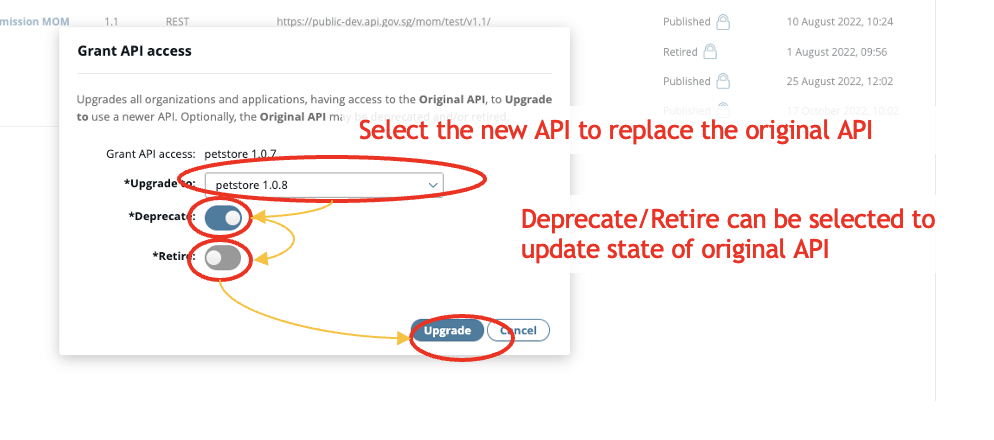 mission MOM 1.1 REST https://public-dev.api.gov.sg/mom/test/v1.1/ Published 10 August 2022, 10:24
Grant API access
Retired 1 August 2022, 09:56
Published 25 August 2022, 12:02
Upgrades all organizations and applications, having access to the Original API, to Upgrade
Published 17 October 2022, 10:02
to use a newer API. Optionally, the Original API may be deprecated and/or retired
Select the new API to replace the original API
Grant API access: petstore 1.0.7
*Upgrade to: petstore 1.0.8
*Deprecate:
Deprecate/Retire can be selected to
update state of original API
*Retire:
Upgrade Cancel